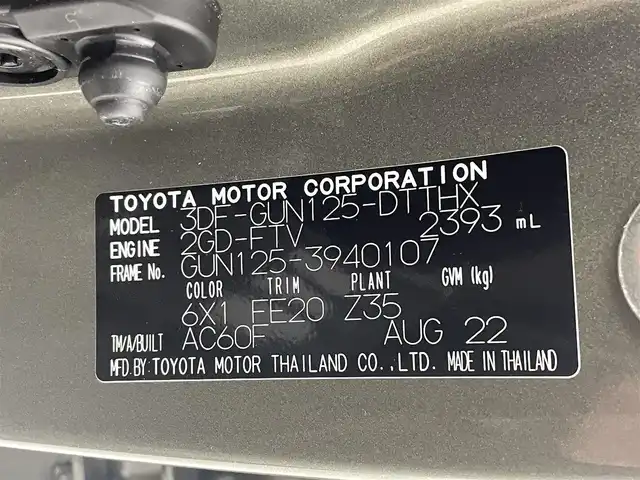 TOYOTA MOTOR CORPORATION
MODEL 3DF-GUN125-DTTHX
ENGINE 2GD-FTV 2393 mL
FRAME No. GUN125-3940107
COLOR TRIM PLANT GVM (kg)
6X1 FE20 Z35
TM/A/BUILT AC60F AUG 22
MFD.BY:TOYOTA MOTOR THAILAND CO.,LTD. MADE IN THAILAND